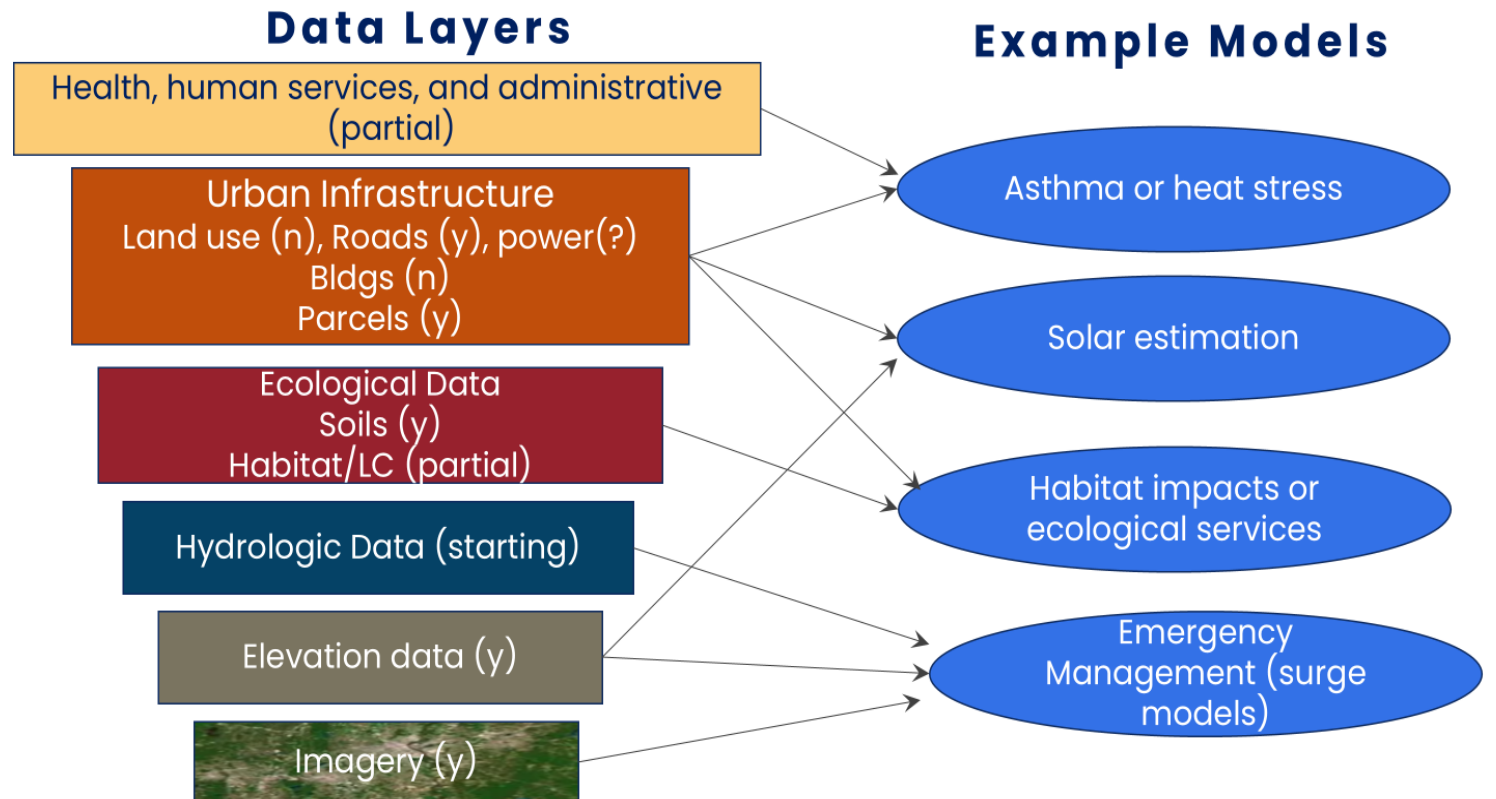 Data Layers
Example Models
Health, human services, and administrative
(partial)
Urban Infrastructure
Land use (n), Roads (y), power(?)
Bldgs (n)
Parcels (y)
Ecological Data
Soils (y)
Habitat/LC (partial)
Hydrologic Data (starting)
Elevation data (y)
Imagery (y)
Asthma or heat stress
Solar estimation
Habitat impacts or
ecological services
Emergency
Management (surge
models)